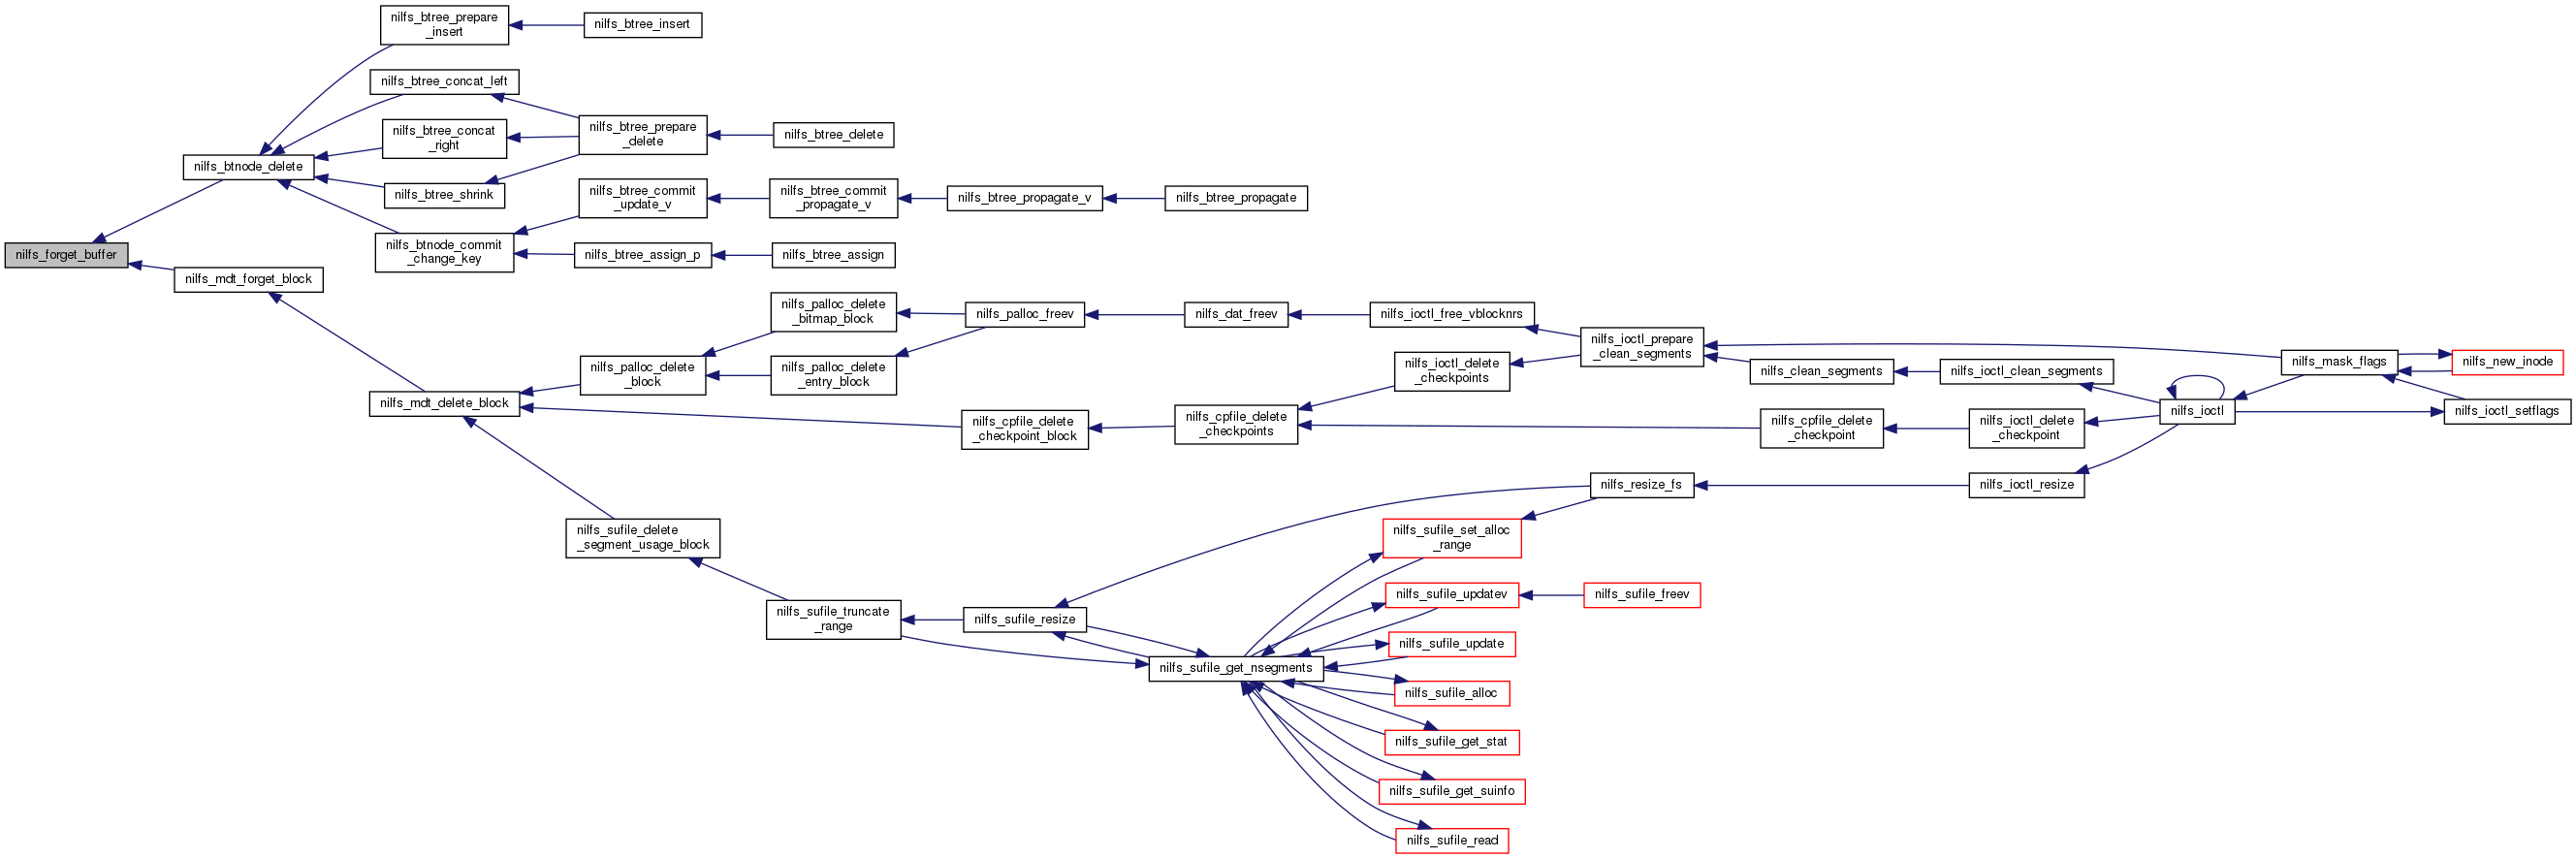 nilfs_forget_buffer
nilfs_btnode_delete
nilfs_btree_prepare
_insert
nilfs_btree_insert
nilfs_btree_concat_left
nilfs_btree_concat
_right
nilfs_btree_shrink
nilfs_btree_prepare
_delete
nilfs_btree_delete
nilfs_btnode_commit
_change_key
nilfs_btree_commit
_update_v
nilfs_btree_commit
_propagate_v
nilfs_btree_propagate_v
nilfs_btree_propagate
nilfs_btree_assign_p
nilfs_btree_assign
nilfs_mdt_forget_block
nilfs_mdt_delete_block
nilfs_palloc_delete
_block
nilfs_palloc_delete
_bitmap_block
nilfs_palloc_delete
_entry_block
nilfs_palloc_freev
nilfs_dat_freev
nilfs_ioctl_free_vblocknrs
nilfs_ioctl_prepare
_clean_segments
nilfs_ioctl_delete
_checkpoints
nilfs_clean_segments
nilfs_ioctl_clean_segments
nilfs_mask_flags
nilfs_new_inode
nilfs_ioctl
nilfs_ioctl_setflags
nilfs_cpfile_delete
_checkpoint_block
nilfs_cpfile_delete
_checkpoints
nilfs_cpfile_delete
_checkpoint
nilfs_ioctl_delete
_checkpoint
nilfs_resize_fs
nilfs_ioctl_resize
nilfs_sufile_delete
_segment_usage_block
nilfs_sufile_truncate
_range
nilfs_sufile_resize
nilfs_sufile_get_nsegments
nilfs_sufile_set_alloc
_range
nilfs_sufile_updatev
nilfs_sufile_freev
nilfs_sufile_update
nilfs_sufile_alloc
nilfs_sufile_get_stat
nilfs_sufile_get_suinfo
nilfs_sufile_read